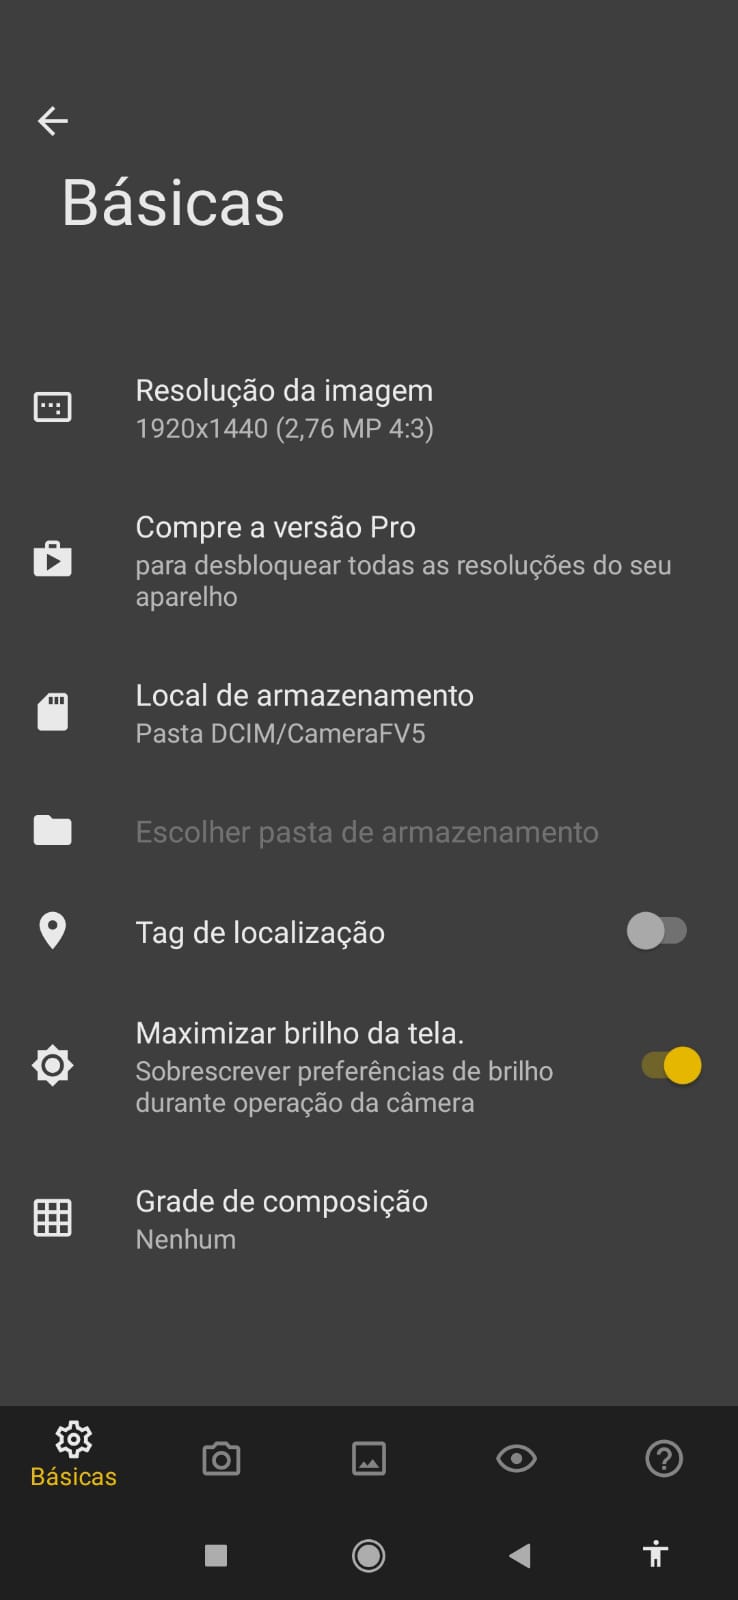 Básicas
Resolução da imagem
1920x1440 (2,76 MP 4:3)
Compre a versão Pro
para desbloquear todas as resoluções do seu
aparelho
Local de armazenamento
Pasta DCIM/CameraFV5
Escolher pasta de armazenamento
Tag de localização
Maximizar brilho da tela.
Sobrescrever preferências de brilho
durante operação da câmera
Grade de composição
Nenhum
Básicas